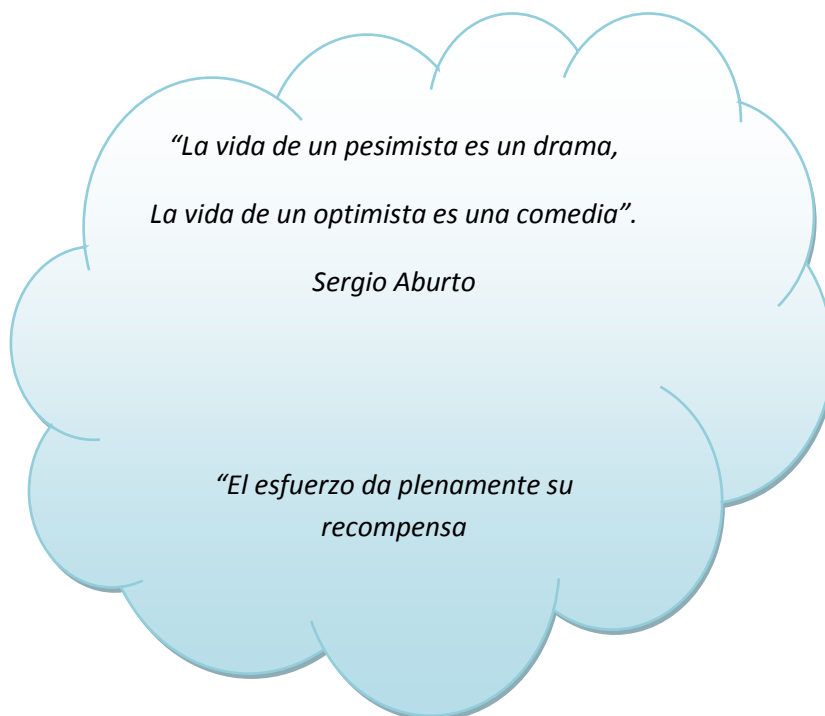 “La vida de un pesimista es un drama,
La vida de un optimista es una comedia”.
Sergio Aburto
“El esfuerzo da plenamente su
recompensa